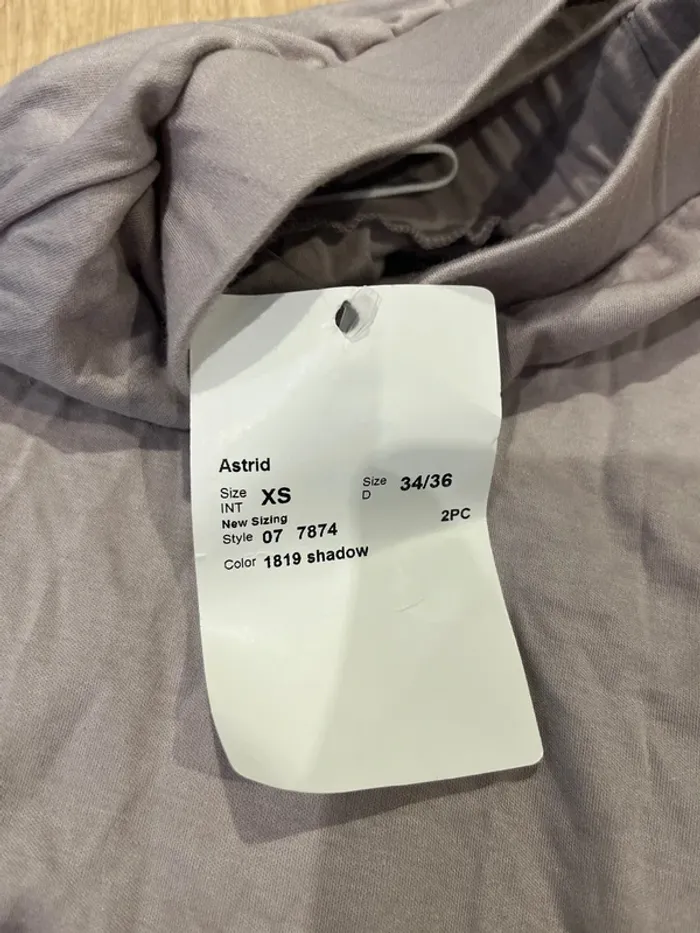 Astrid
Size INT XS Size D 34/36
New Sizing
Style 07 7874 2PC
Color 1819 shadow